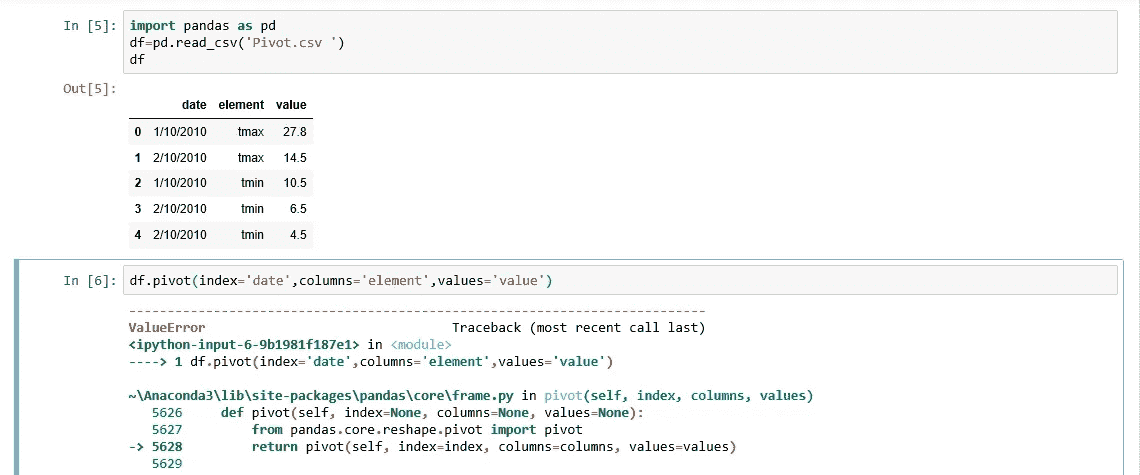 In [5]: import pandas as pd
df=pd.read_csv('Pivot.csv ')
df
Out[5]:
date element value
0 1/10/2010 tmax 27.8
1 2/10/2010 tmax 14.5
2 1/10/2010 tmin 10.5
3 2/10/2010 tmin 6.5
4 2/10/2010 tmin 4.5
In [6]: df.pivot(index='date',columns='element',values='value')
---------------------------------------------------------------------------
ValueError Traceback (most recent call last)
<ipython-input-6-9b1981f187e1> in <module>
----> 1 df.pivot(index='date',columns='element',values='value')
~\Anaconda3\lib\site-packages\pandas\core\frame.py in pivot(self, index, columns, values)
5626 def pivot(self, index=None, columns=None, values=None):
5627 from pandas.core.reshape.pivot import pivot
-> 5628 return pivot(self, index=index, columns=columns, values=values)
5629